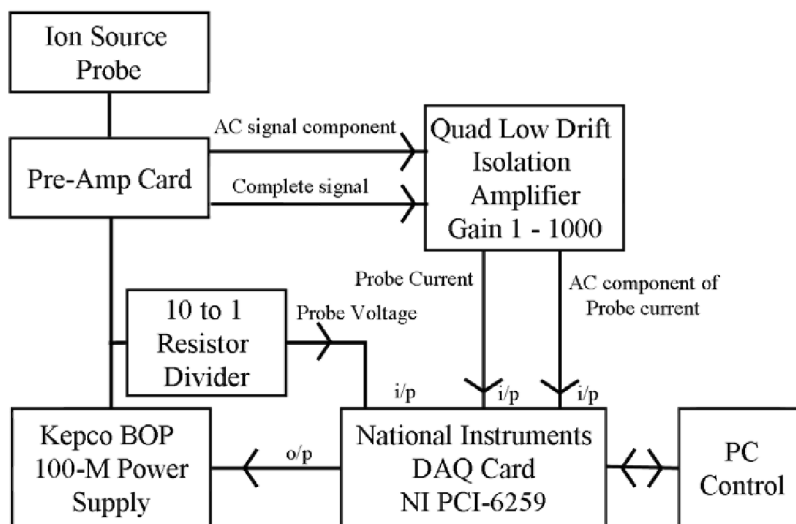 Ion Source
Probe
AC signal component
Quad Low Drift
Isolation
Amplifier
Gain 1 - 1000
Pre-Amp Card
Complete signal
Probe Current
AC component of
Probe current
10 to 1
Resistor
Divider
Probe Voltage
i/p
i/p
i/p
Kepco BOP
100-M Power
Supply
o/p
National Instruments
DAQ Card
NI PCI-6259
PC
Control